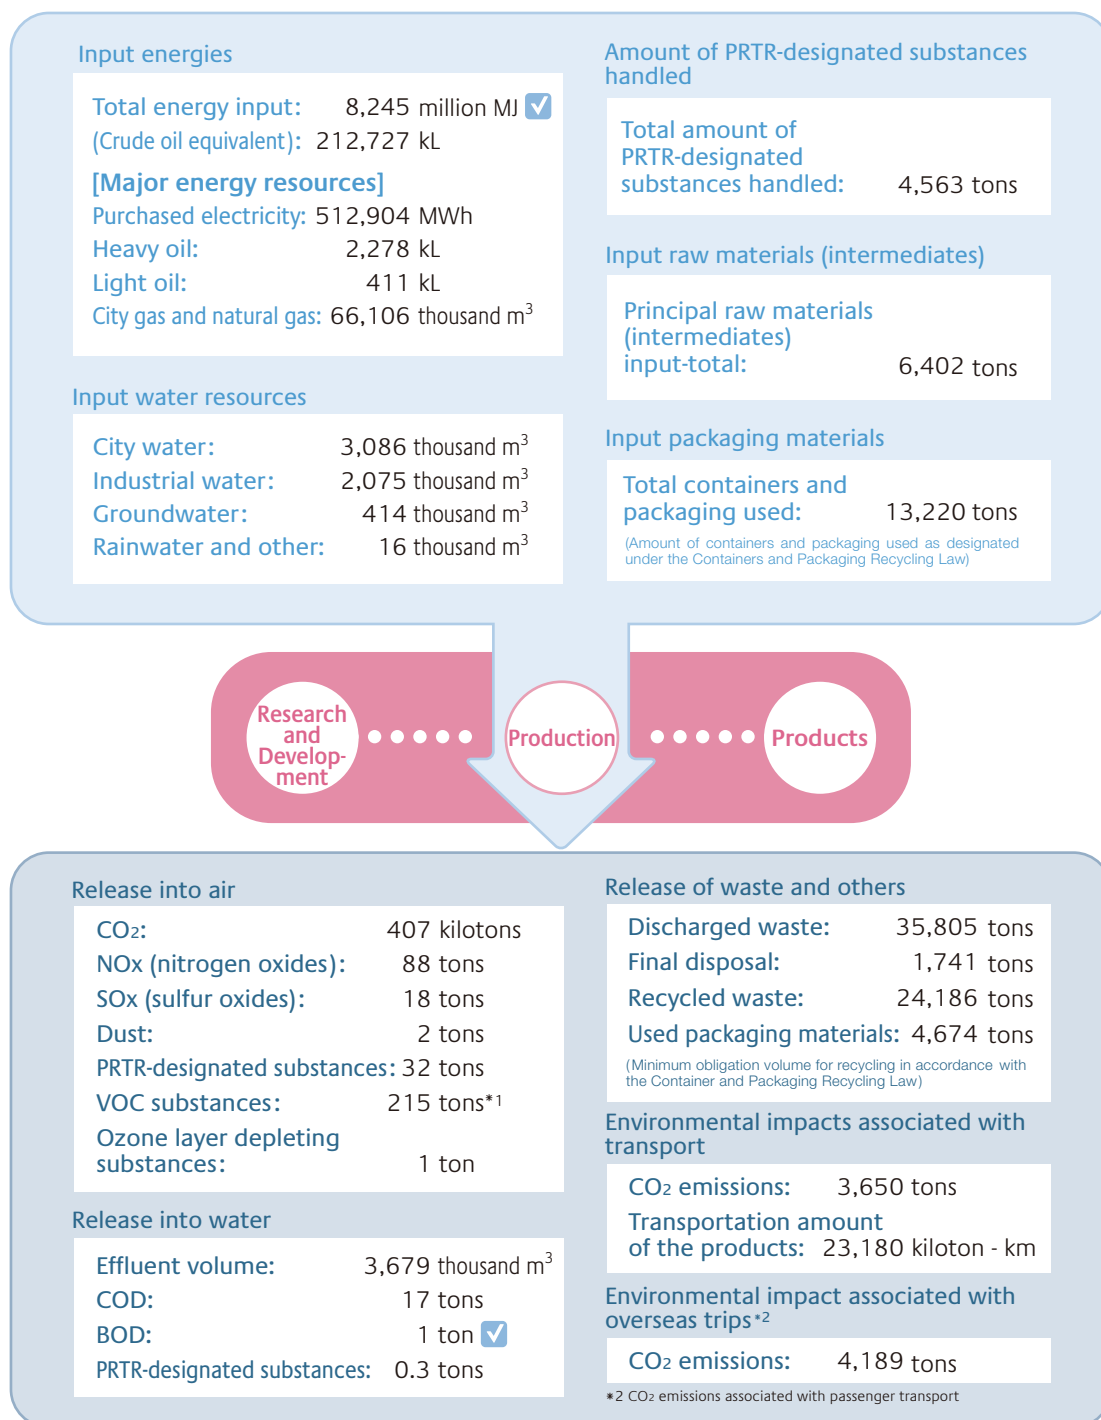 Input energies
Total energy input: 8,245 million MJ
(Crude oil equivalent): 212,727 kL
[Major energy resources]
Purchased electricity: 512,904 MWh
Heavy oil: 2,278 kL
Light oil: 411 kL
City gas and natural gas: 66,106 thousand m³
Input water resources
City water: 3,086 thousand m³
Industrial water: 2,075 thousand m³
Groundwater: 414 thousand m³
Rainwater and other: 16 thousand m³
Amount of PRTR-designated substances
handled
Total amount of
PRTR-designated
substances handled: 4,563 tons
Input raw materials (intermediates)
Principal raw materials
(intermediates)
input-total: 6,402 tons
Input packaging materials
Total containers and
packaging used: 13,220 tons
(Amount of containers and packaging used as designated
under the Containers and Packaging Recycling Law)
Research
and
Develop-
ment
Production
Products
Release into air
CO₂: 407 kilotons
NOx (nitrogen oxides): 88 tons
SOx (sulfur oxides): 18 tons
Dust: 2 tons
PRTR-designated substances: 32 tons
VOC substances: 215 tons*1
Ozone layer depleting
substances: 1 ton
Release into water
Effluent volume: 3,679 thousand m³
COD: 17 tons
BOD: 1 ton
PRTR-designated substances: 0.3 tons
Release of waste and others
Discharged waste: 35,805 tons
Final disposal: 1,741 tons
Recycled waste: 24,186 tons
Used packaging materials: 4,674 tons
(Minimum obligation volume for recycling in accordance with
the Container and Packaging Recycling Law)
Environmental impacts associated with
transport
CO₂ emissions: 3,650 tons
Transportation amount
of the products: 23,180 kiloton - km
Environmental impact associated with
overseas trips*2
CO₂ emissions: 4,189 tons
*2 CO₂ emissions associated with passenger transport